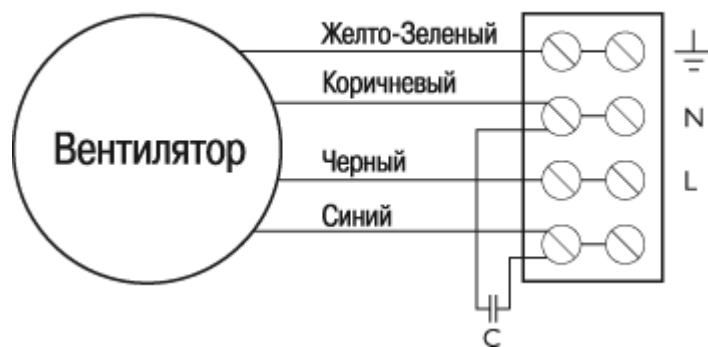 Желто-Зеленый
Коричневый
N
Вентилятор
Черный
L
Синий
C